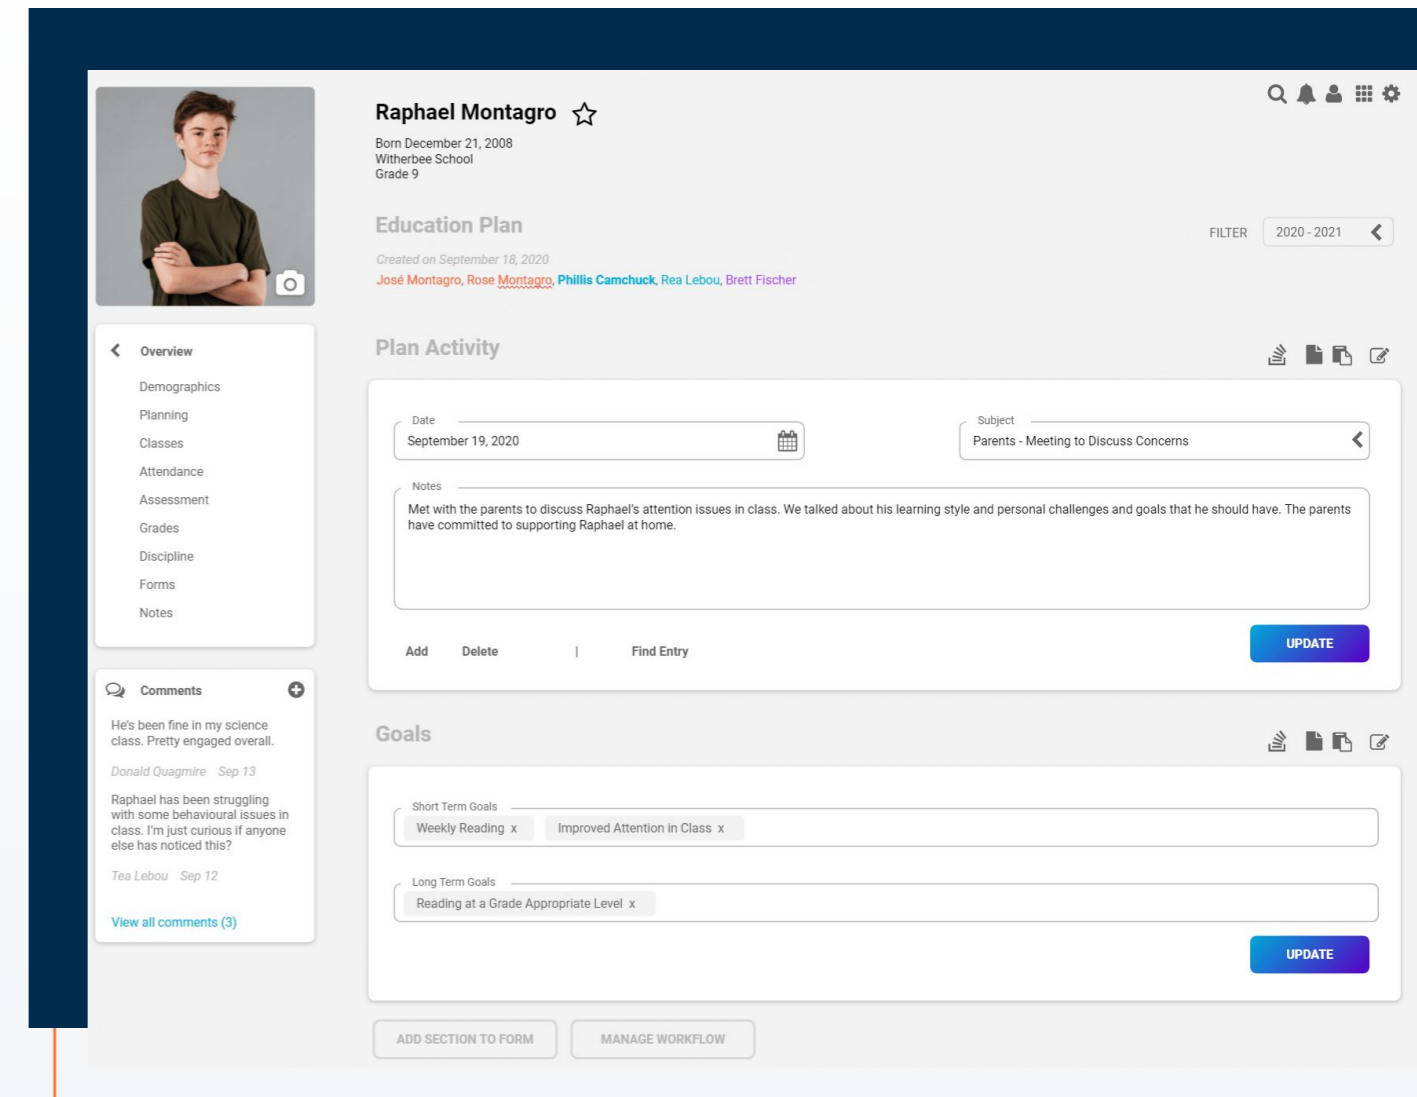 Raphael Montagro
Born December 21, 2008
Witherbee School
Grade 9
Education Plan
FILTER
2020 - 2021
Created on September 18, 2020
José Montagro, Rose Montagro, Phillis Camchuck, Rea Lebou, Brett Fischer
Overview
Demographics
Planning
Classes
Attendance
Assessment
Grades
Discipline
Forms
Notes
Comments
He's been fine in my science
class. Pretty engaged overall.
Donald Quagmire Sep 13
Raphael has been struggling
with some behavioural issues in
class. I'm just curious if anyone
else has noticed this?
Tea Lebou Sep 12
View all comments (3)
Plan Activity
Date
September 19, 2020
Subject
Parents - Meeting to Discuss Concerns
Notes
Met with the parents to discuss Raphael's attention issues in class. We talked about his learning style and personal challenges and goals that he should have. The parents
have committed to supporting Raphael at home.
Add Delete | Find Entry
UPDATE
Goals
Short Term Goals
Weekly Reading x Improved Attention in Class x
Long Term Goals
Reading at a Grade Appropriate Level x
UPDATE
ADD SECTION TO FORM
MANAGE WORKFLOW